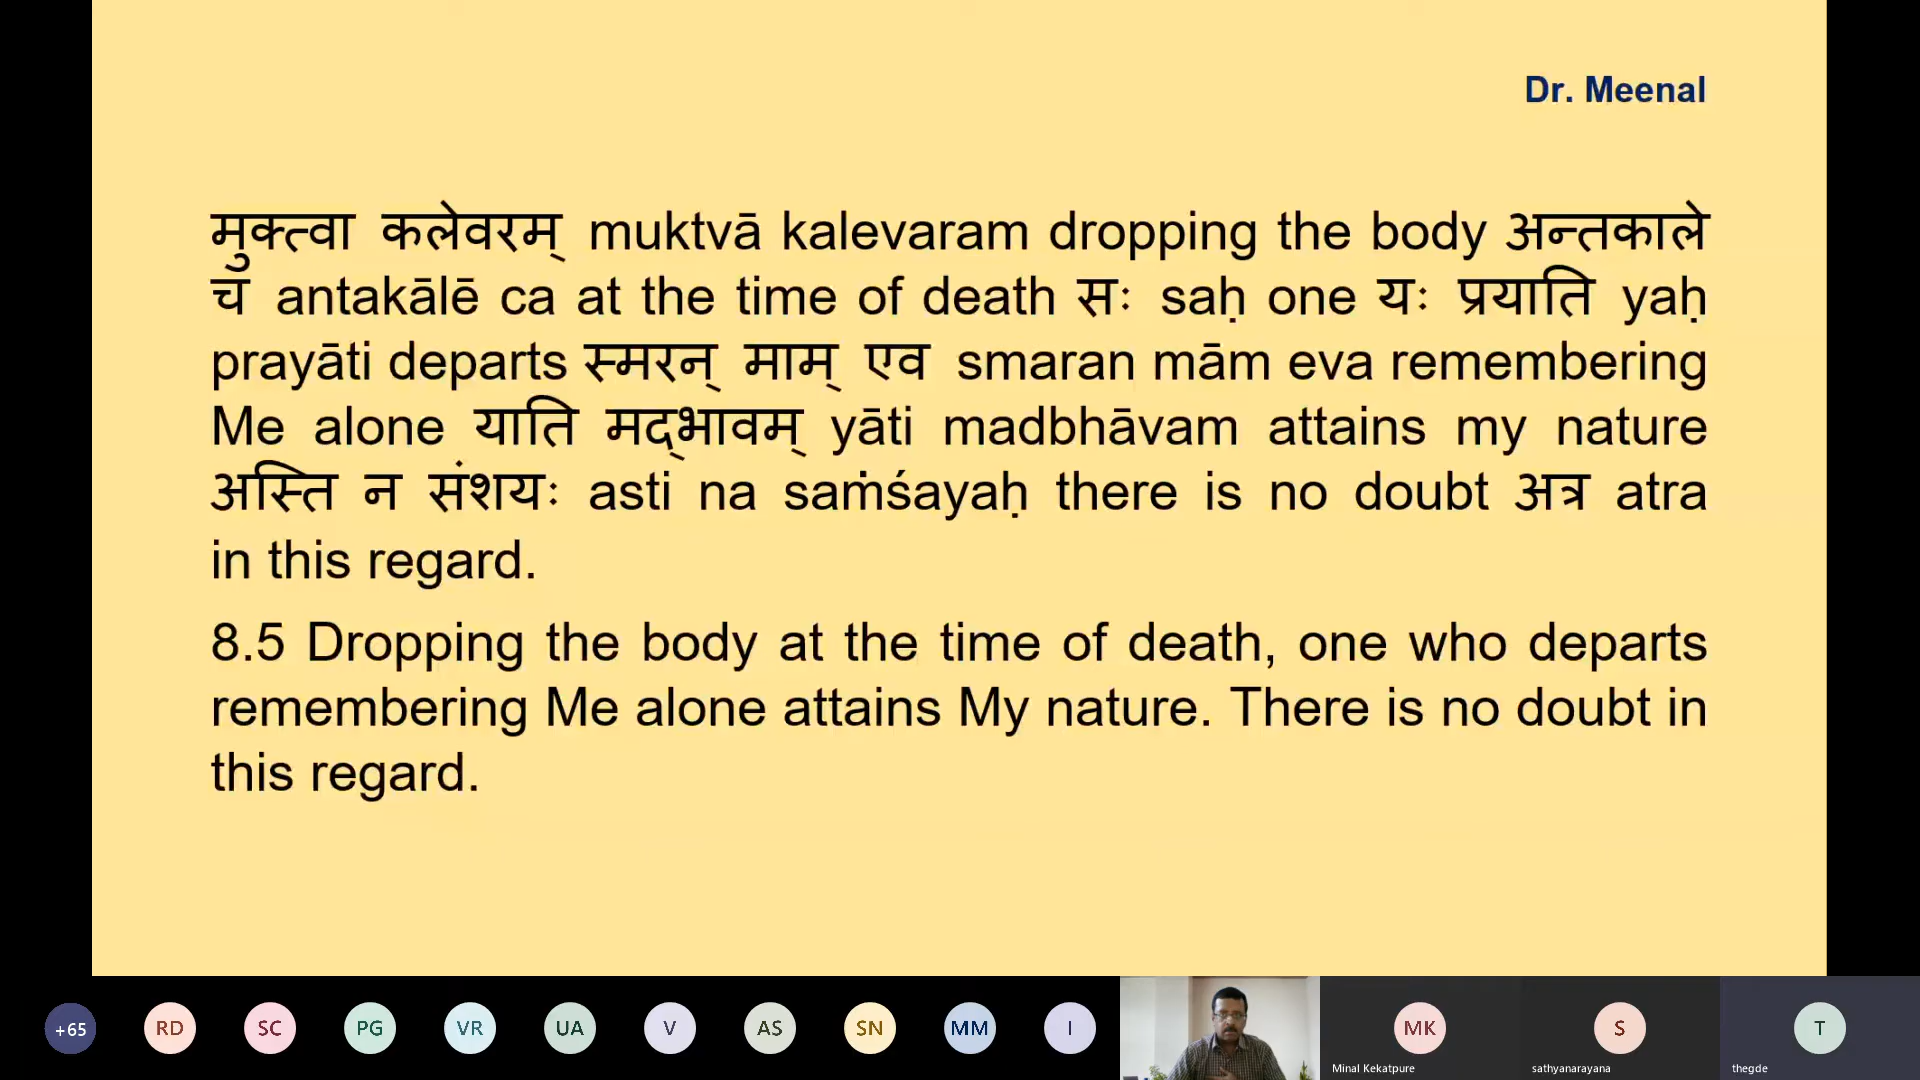 Dr. Meenal
मुक्त्वा कलेवरम् muktvā kalevaram dropping the body अन्तकाले
च antakālē ca at the time of death सः saḥ one यः प्रयाति yaḥ
prayāti departs स्मरन् माम् एव smaran mām eva remembering
Me alone याति मद्भावम् yāti madbhāvam attains my nature
अस्ति न संशयः asti na saṁśayaḥ there is no doubt अत्र atra
in this regard.
8.5 Dropping the body at the time of death, one who departs
remembering Me alone attains My nature. There is no doubt in
this regard.
+65 RD SC PG VR UA V AS SN MM I MK S T
Minal Kekatpure sathyanarayana thegde